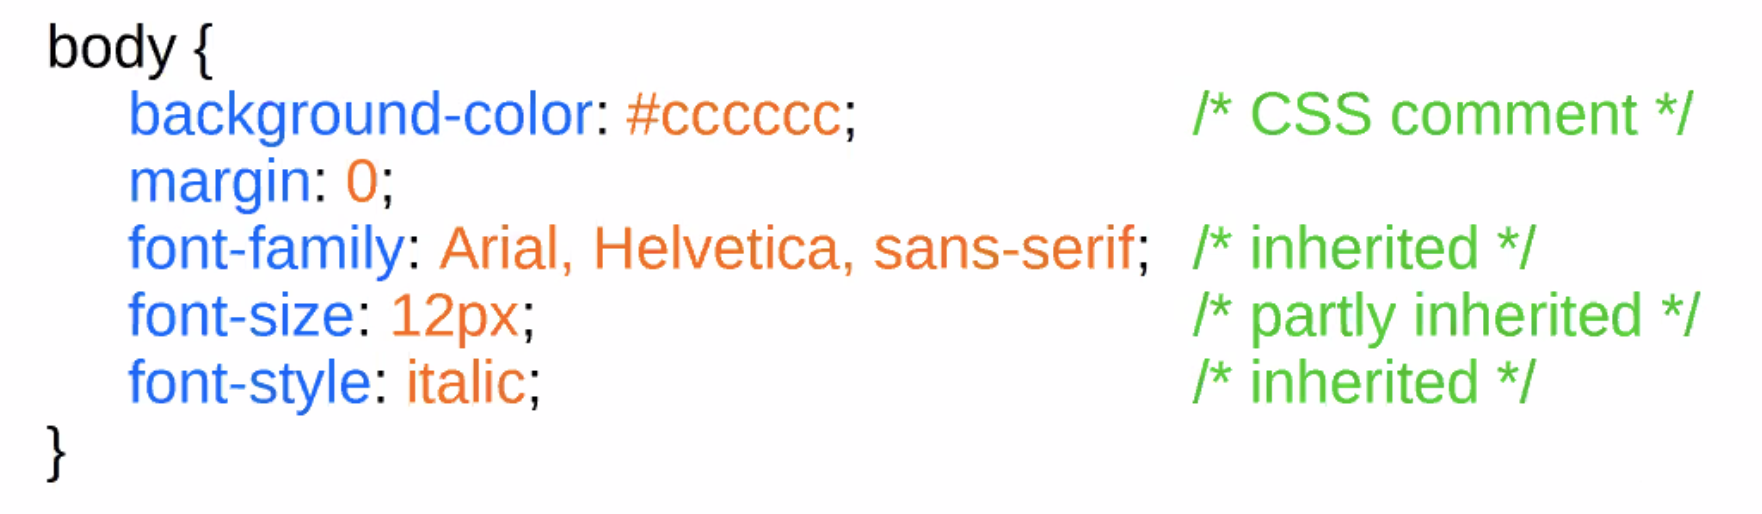 body {
background-color: #cccccc; /* CSS comment */
margin: 0;
font-family: Arial, Helvetica, sans-serif; /* inherited */
font-size: 12px; /* partly inherited */
font-style: italic; /* inherited */
}